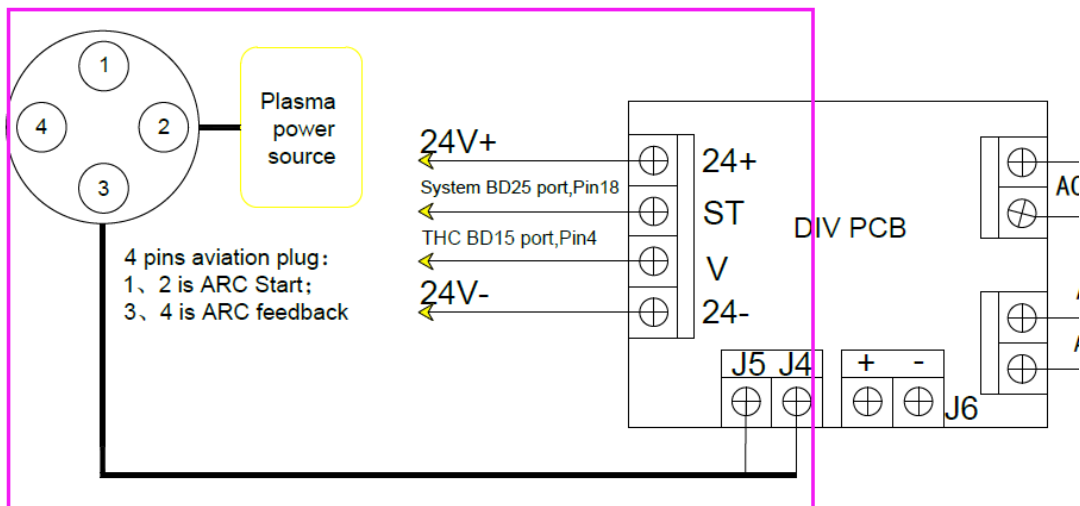 1
4
2
3
Plasma
power
source
4 pins aviation plug:
1、2 is ARC Start;
3、4 is ARC feedback
24V+
System BD25 port,Pin18
THC BD15 port,Pin4
24V-
24+
ST
V
24-
DIV PCB
J5 J4
+ -
J6
AC
A